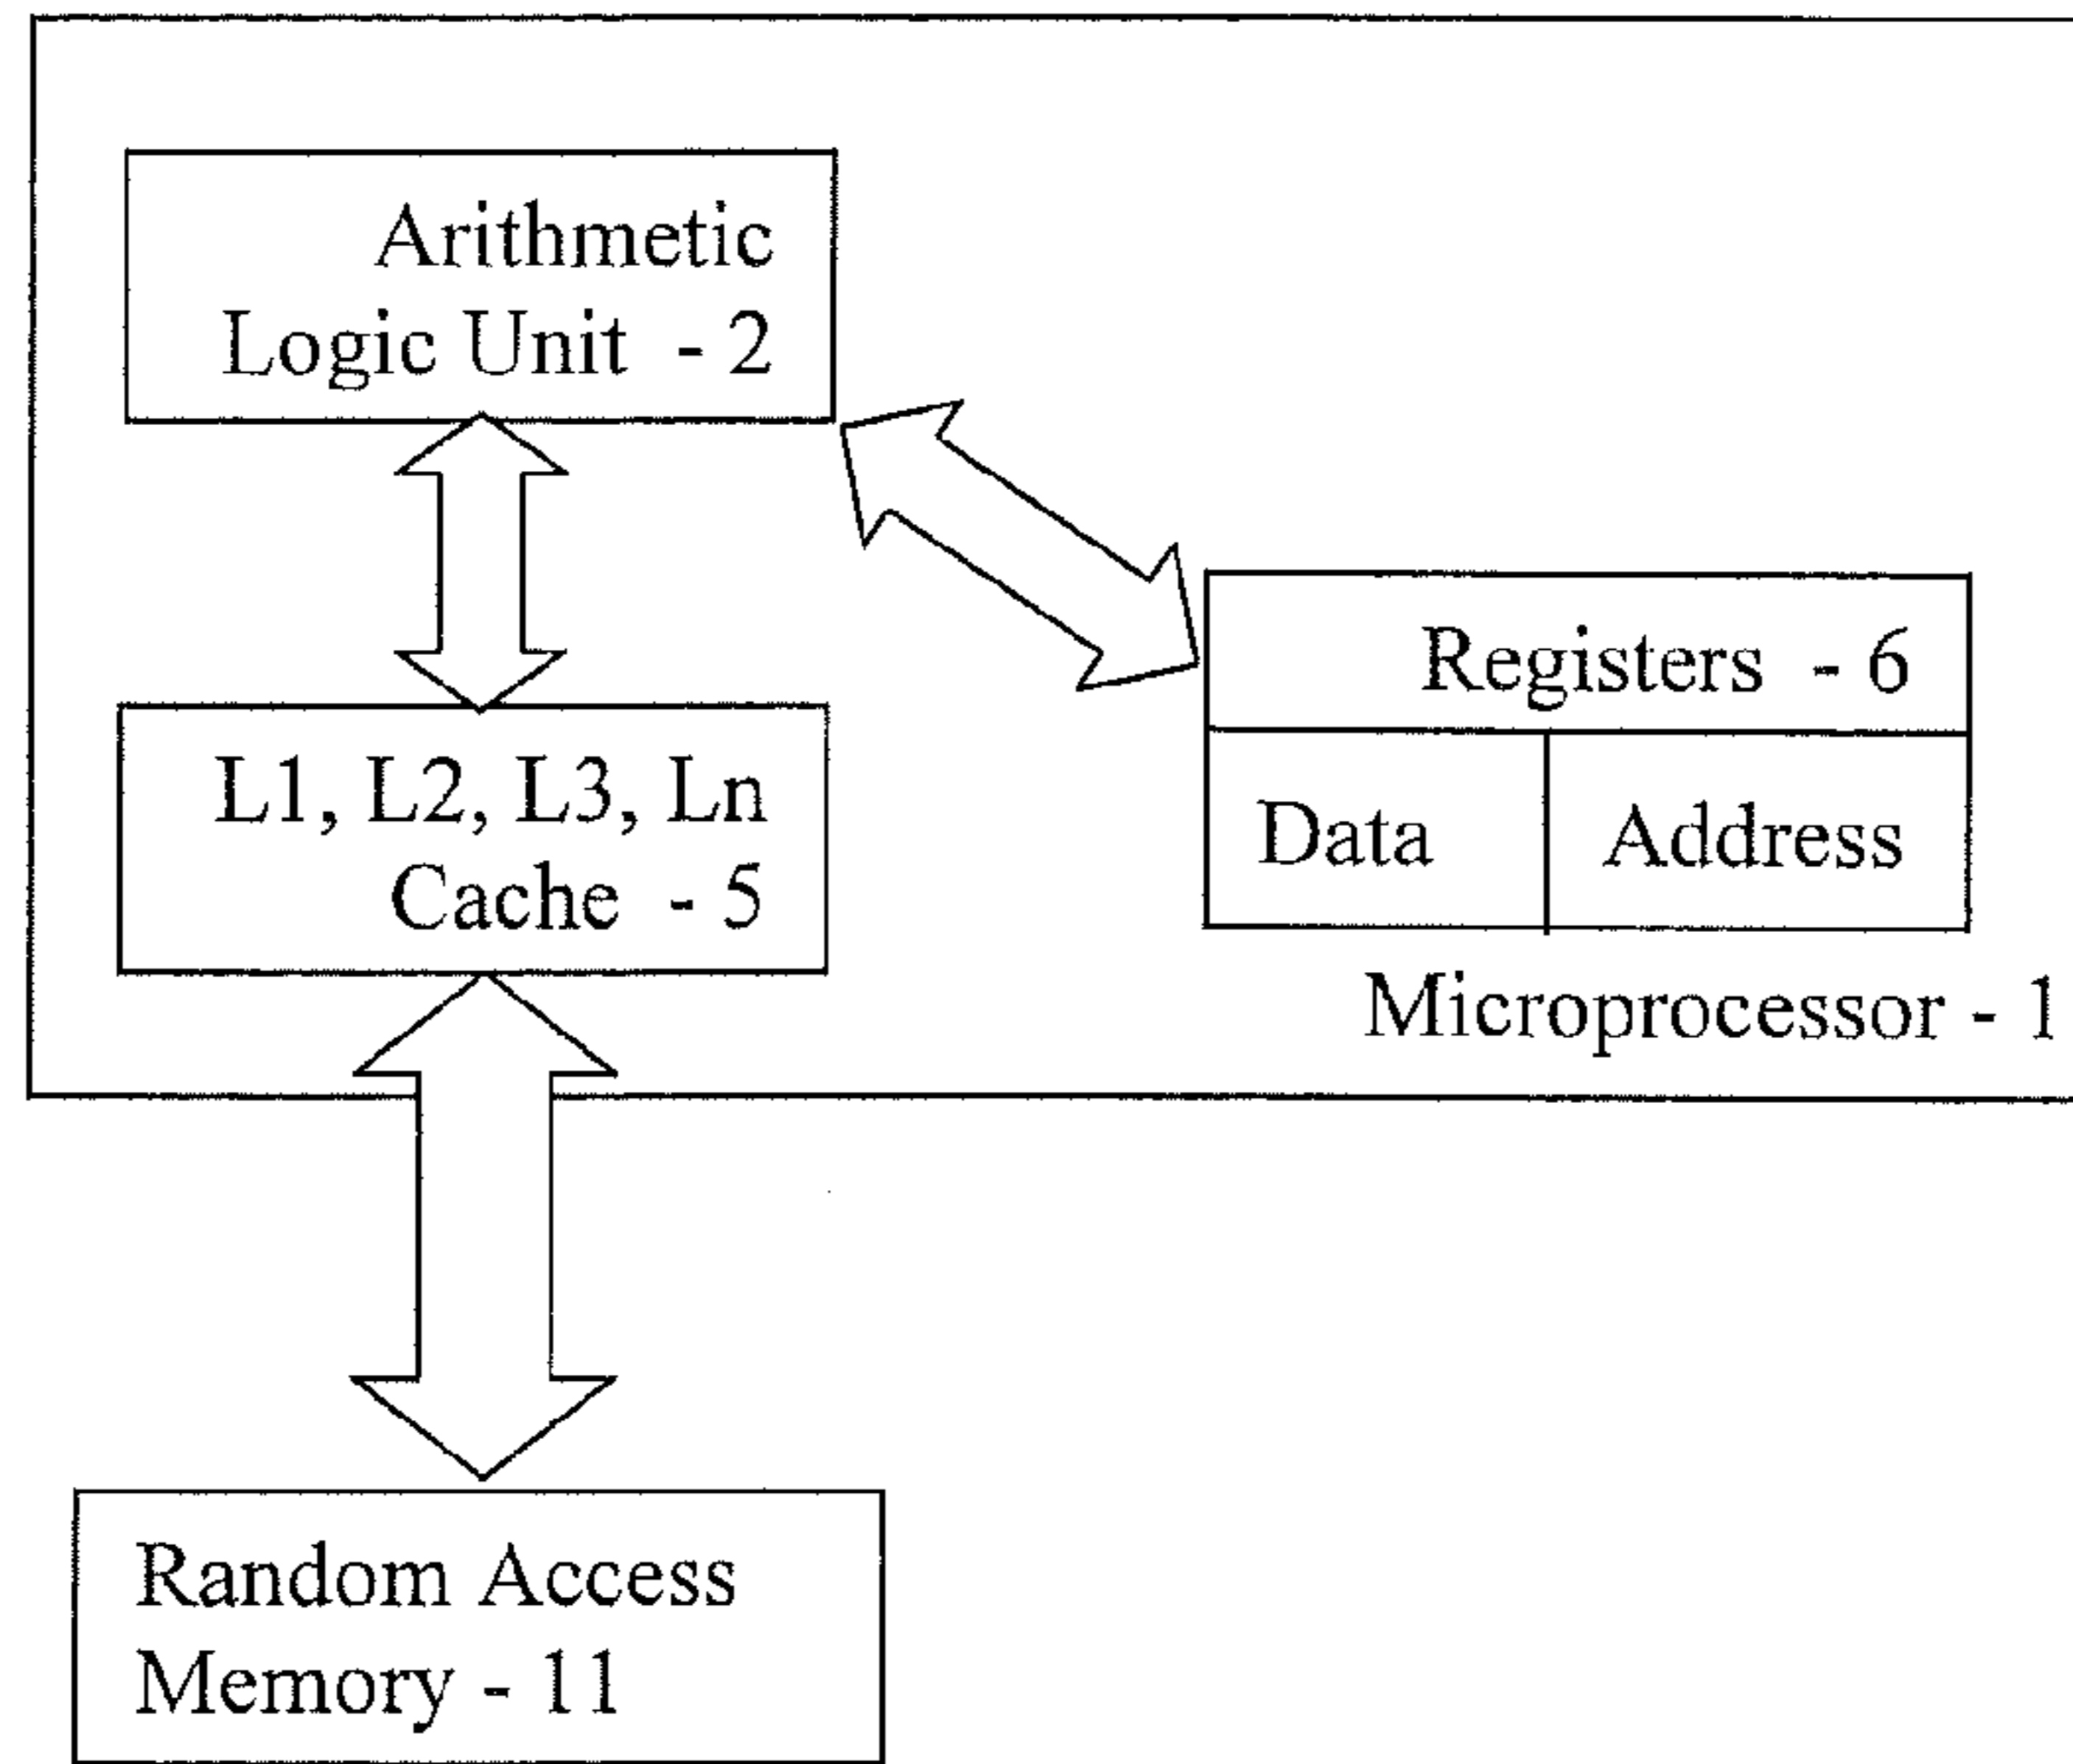 Arithmetic
Logic Unit - 2
Registers - 6
Data
Address
L1, L2, L3, Ln
Cache - 5
Microprocessor - 1
Random Access
Memory - 11